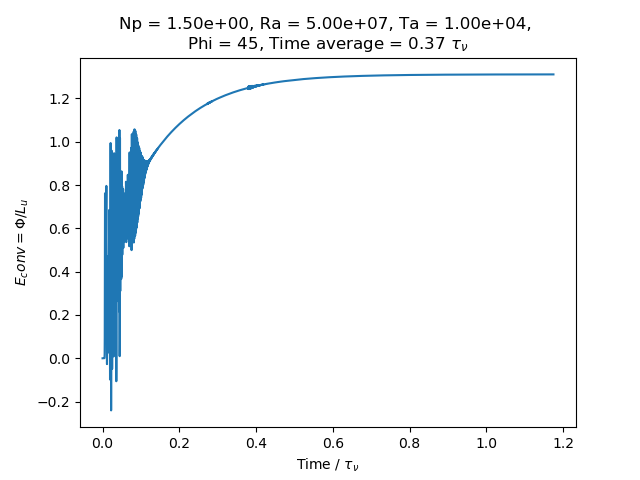 Np = 1.50e+00, Ra = 5.00e+07, Ta = 1.00e+04,
Phi = 45, Time average = 0.37 τᵥ
E_conv = Φ/L_u
1.2
1.0
0.8
0.6
0.4
0.2
0.0
−0.2
0.0 0.2 0.4 0.6 0.8 1.0 1.2
Time / τᵥ